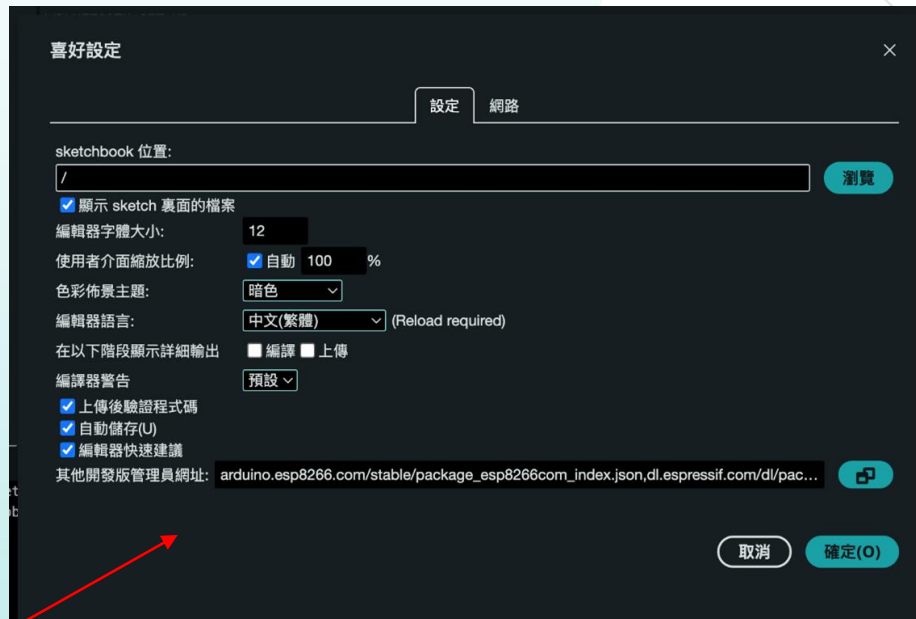 喜好設定
設定 網路
sketchbook 位置:
/ 瀏覽
顯示 sketch 裏面的檔案
編輯器字體大小: 12
使用者介面縮放比例: 自動 100 %
色彩佈景主題: 暗色
編輯器語言: 中文(繁體) (Reload required)
在以下階段顯示詳細輸出 編譯 上傳
編譯器警告 預設
上傳後驗證程式碼
自動儲存(U)
編輯器快速建議
其他開發版管理員網址: arduino.esp8266.com/stable/package_esp8266com_index.json,dl.espressif.com/dl/pac...
取消 確定(O)